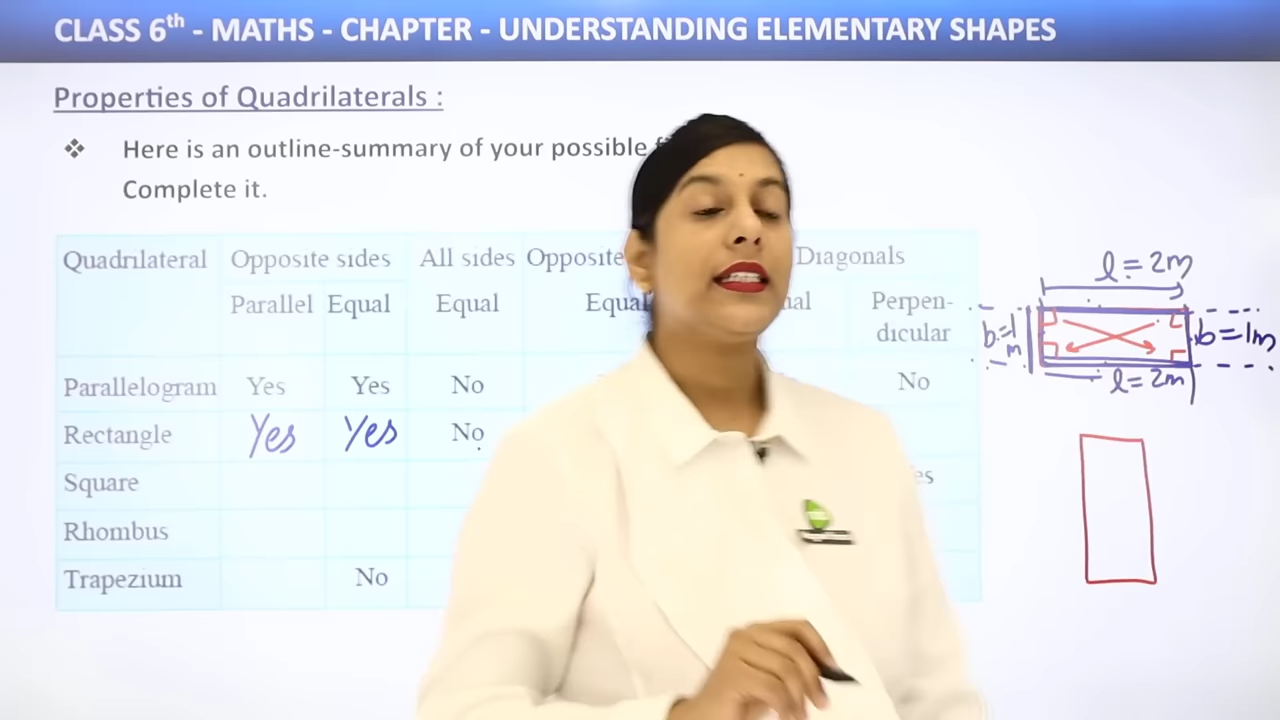 CLASS 6th - MATHS - CHAPTER - UNDERSTANDING ELEMENTARY SHAPES
Properties of Quadrilaterals :
❖ Here is an outline-summary of your possible
Complete it.
Quadrilateral Opposite sides All sides Opposite Diagonals
Parallel Equal Equal Equal Perpen-
dicular
Parallelogram Yes Yes No No
Rectangle Yes Yes No
Square
Rhombus
Trapezium No
l = 2m
b = 1
m
b = 1m
l = 2m